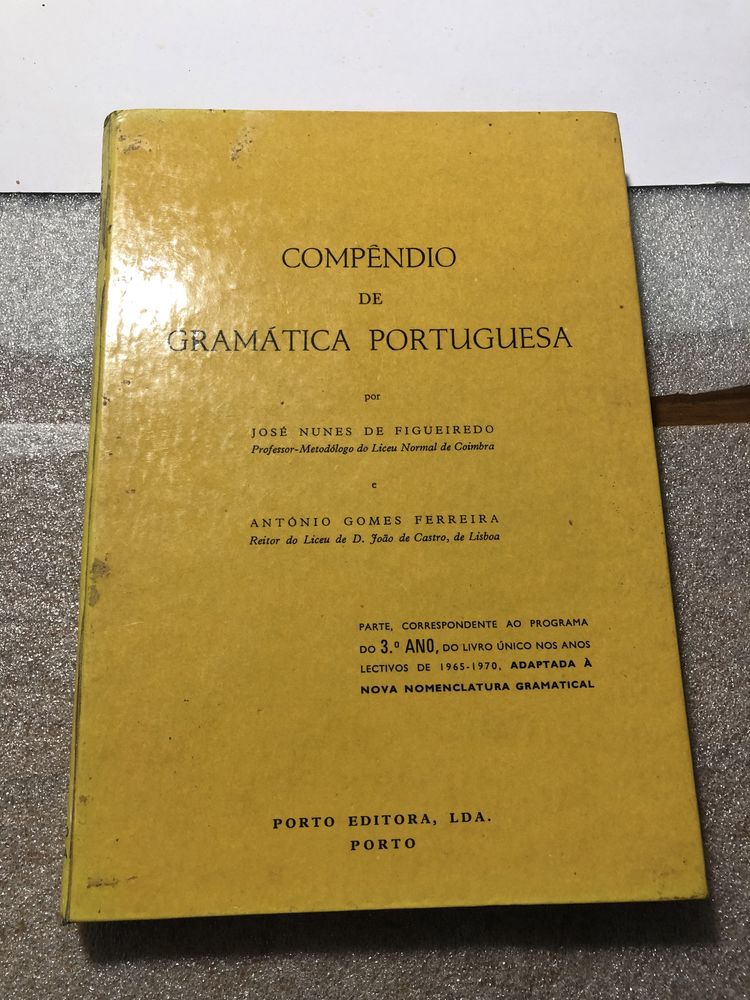 COMPÊNDIO
DE
GRAMÁTICA PORTUGUESA
por
JOSÉ NUNES DE FIGUEIREDO
Professor-Metodólogo do Liceu Normal de Coimbra
e
ANTÓNIO GOMES FERREIRA
Reitor do Liceu de D. João de Castro, de Lisboa
PARTE, CORRESPONDENTE AO PROGRAMA
DO 3.º ANO, DO LIVRO ÚNICO NOS ANOS
LECTIVOS DE 1965-1970, ADAPTADA À
NOVA NOMENCLATURA GRAMATICAL
PORTO EDITORA, LDA.
PORTO